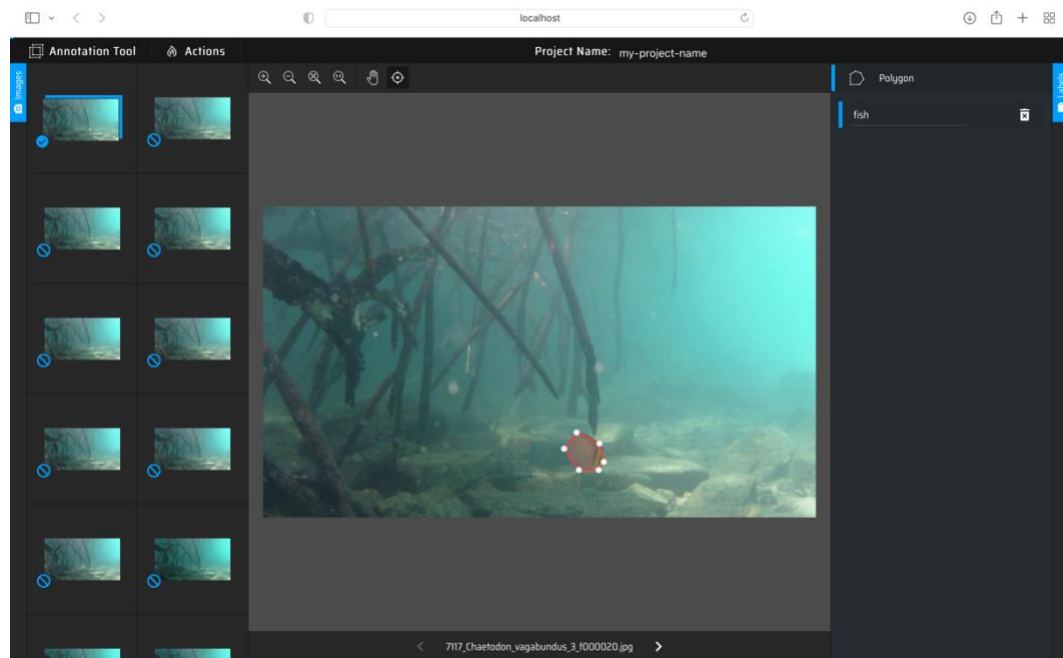 localhost
Annotation Tool
Actions
Project Name: my-project-name
Images
Labels
Polygon
fish
7117_Chaetodon_vagabundus_3_f000020.jpg